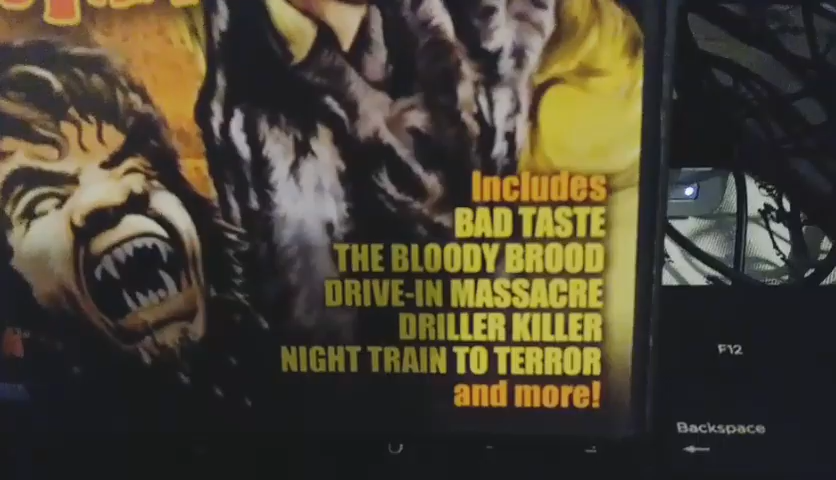 Includes
BAD TASTE
THE BLOODY BROOD
DRIVE-IN MASSACRE
DRILLER KILLER
NIGHT TRAIN TO TERROR
and more!
F12
Backspace